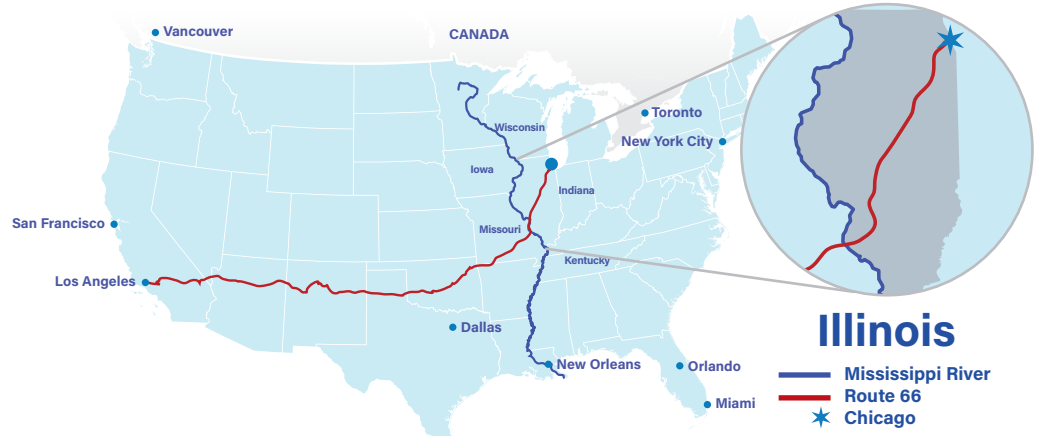 Vancouver
CANADA
Toronto
Wisconsin
New York City
Iowa
Indiana
San Francisco
Missouri
Kentucky
Los Angeles
Dallas
New Orleans
Orlando
Miami
Illinois
Mississippi River
Route 66
Chicago